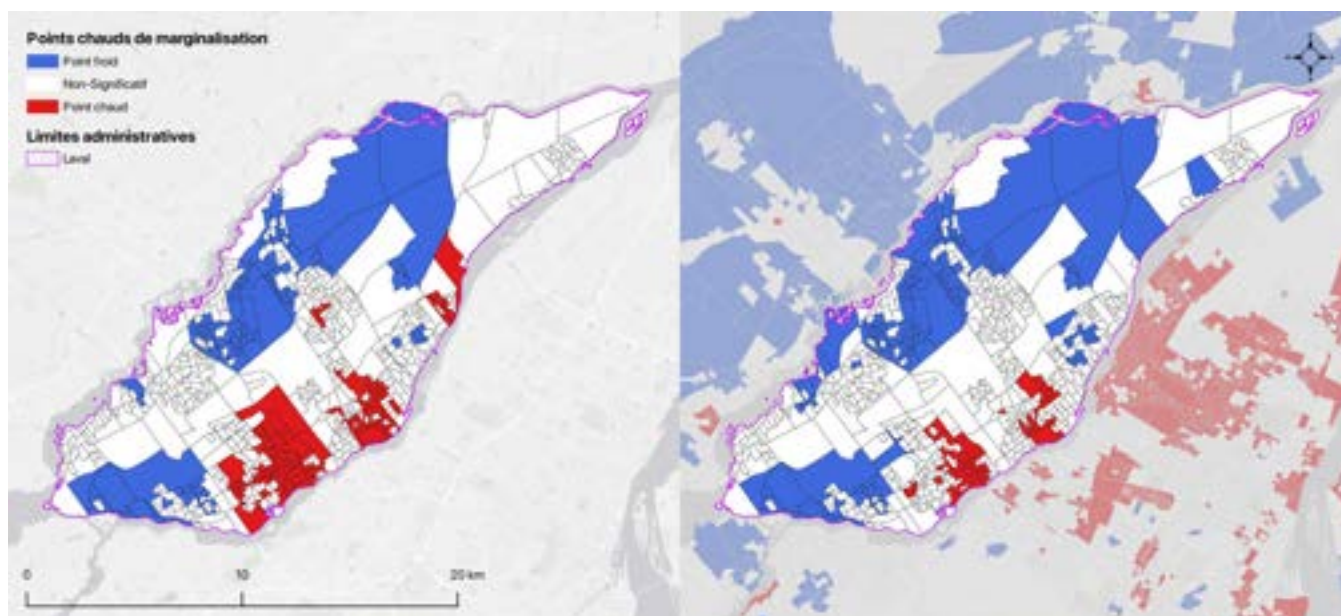 Points chauds de marginalisation
Point froid
Non-Significatif
Point chaud
Limites administratives
Laval
0
10
20 km